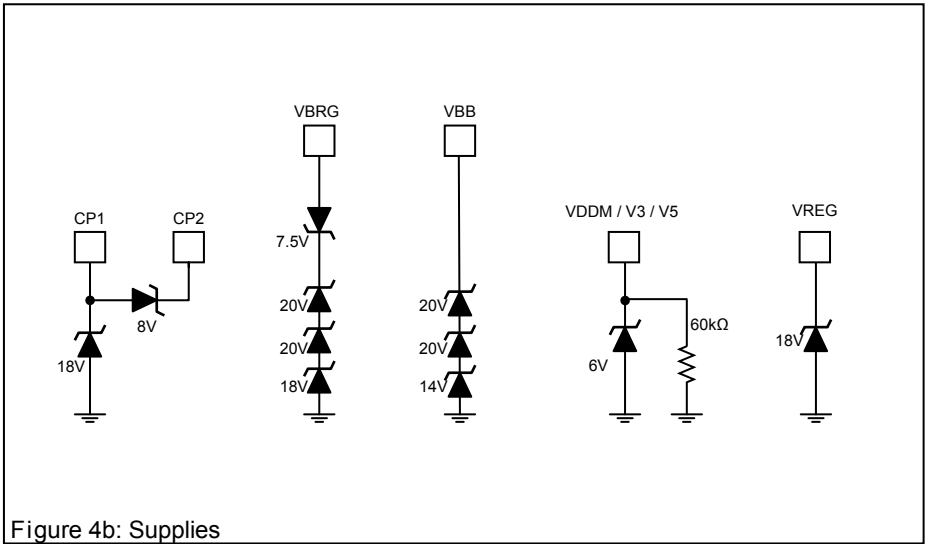 VBRG
VBB
CP1
CP2
VDDM / V3 / V5
VREG
7.5V
8V
18V
20V
20V
18V
20V
20V
14V
60kΩ
6V
18V
Figure 4b: Supplies